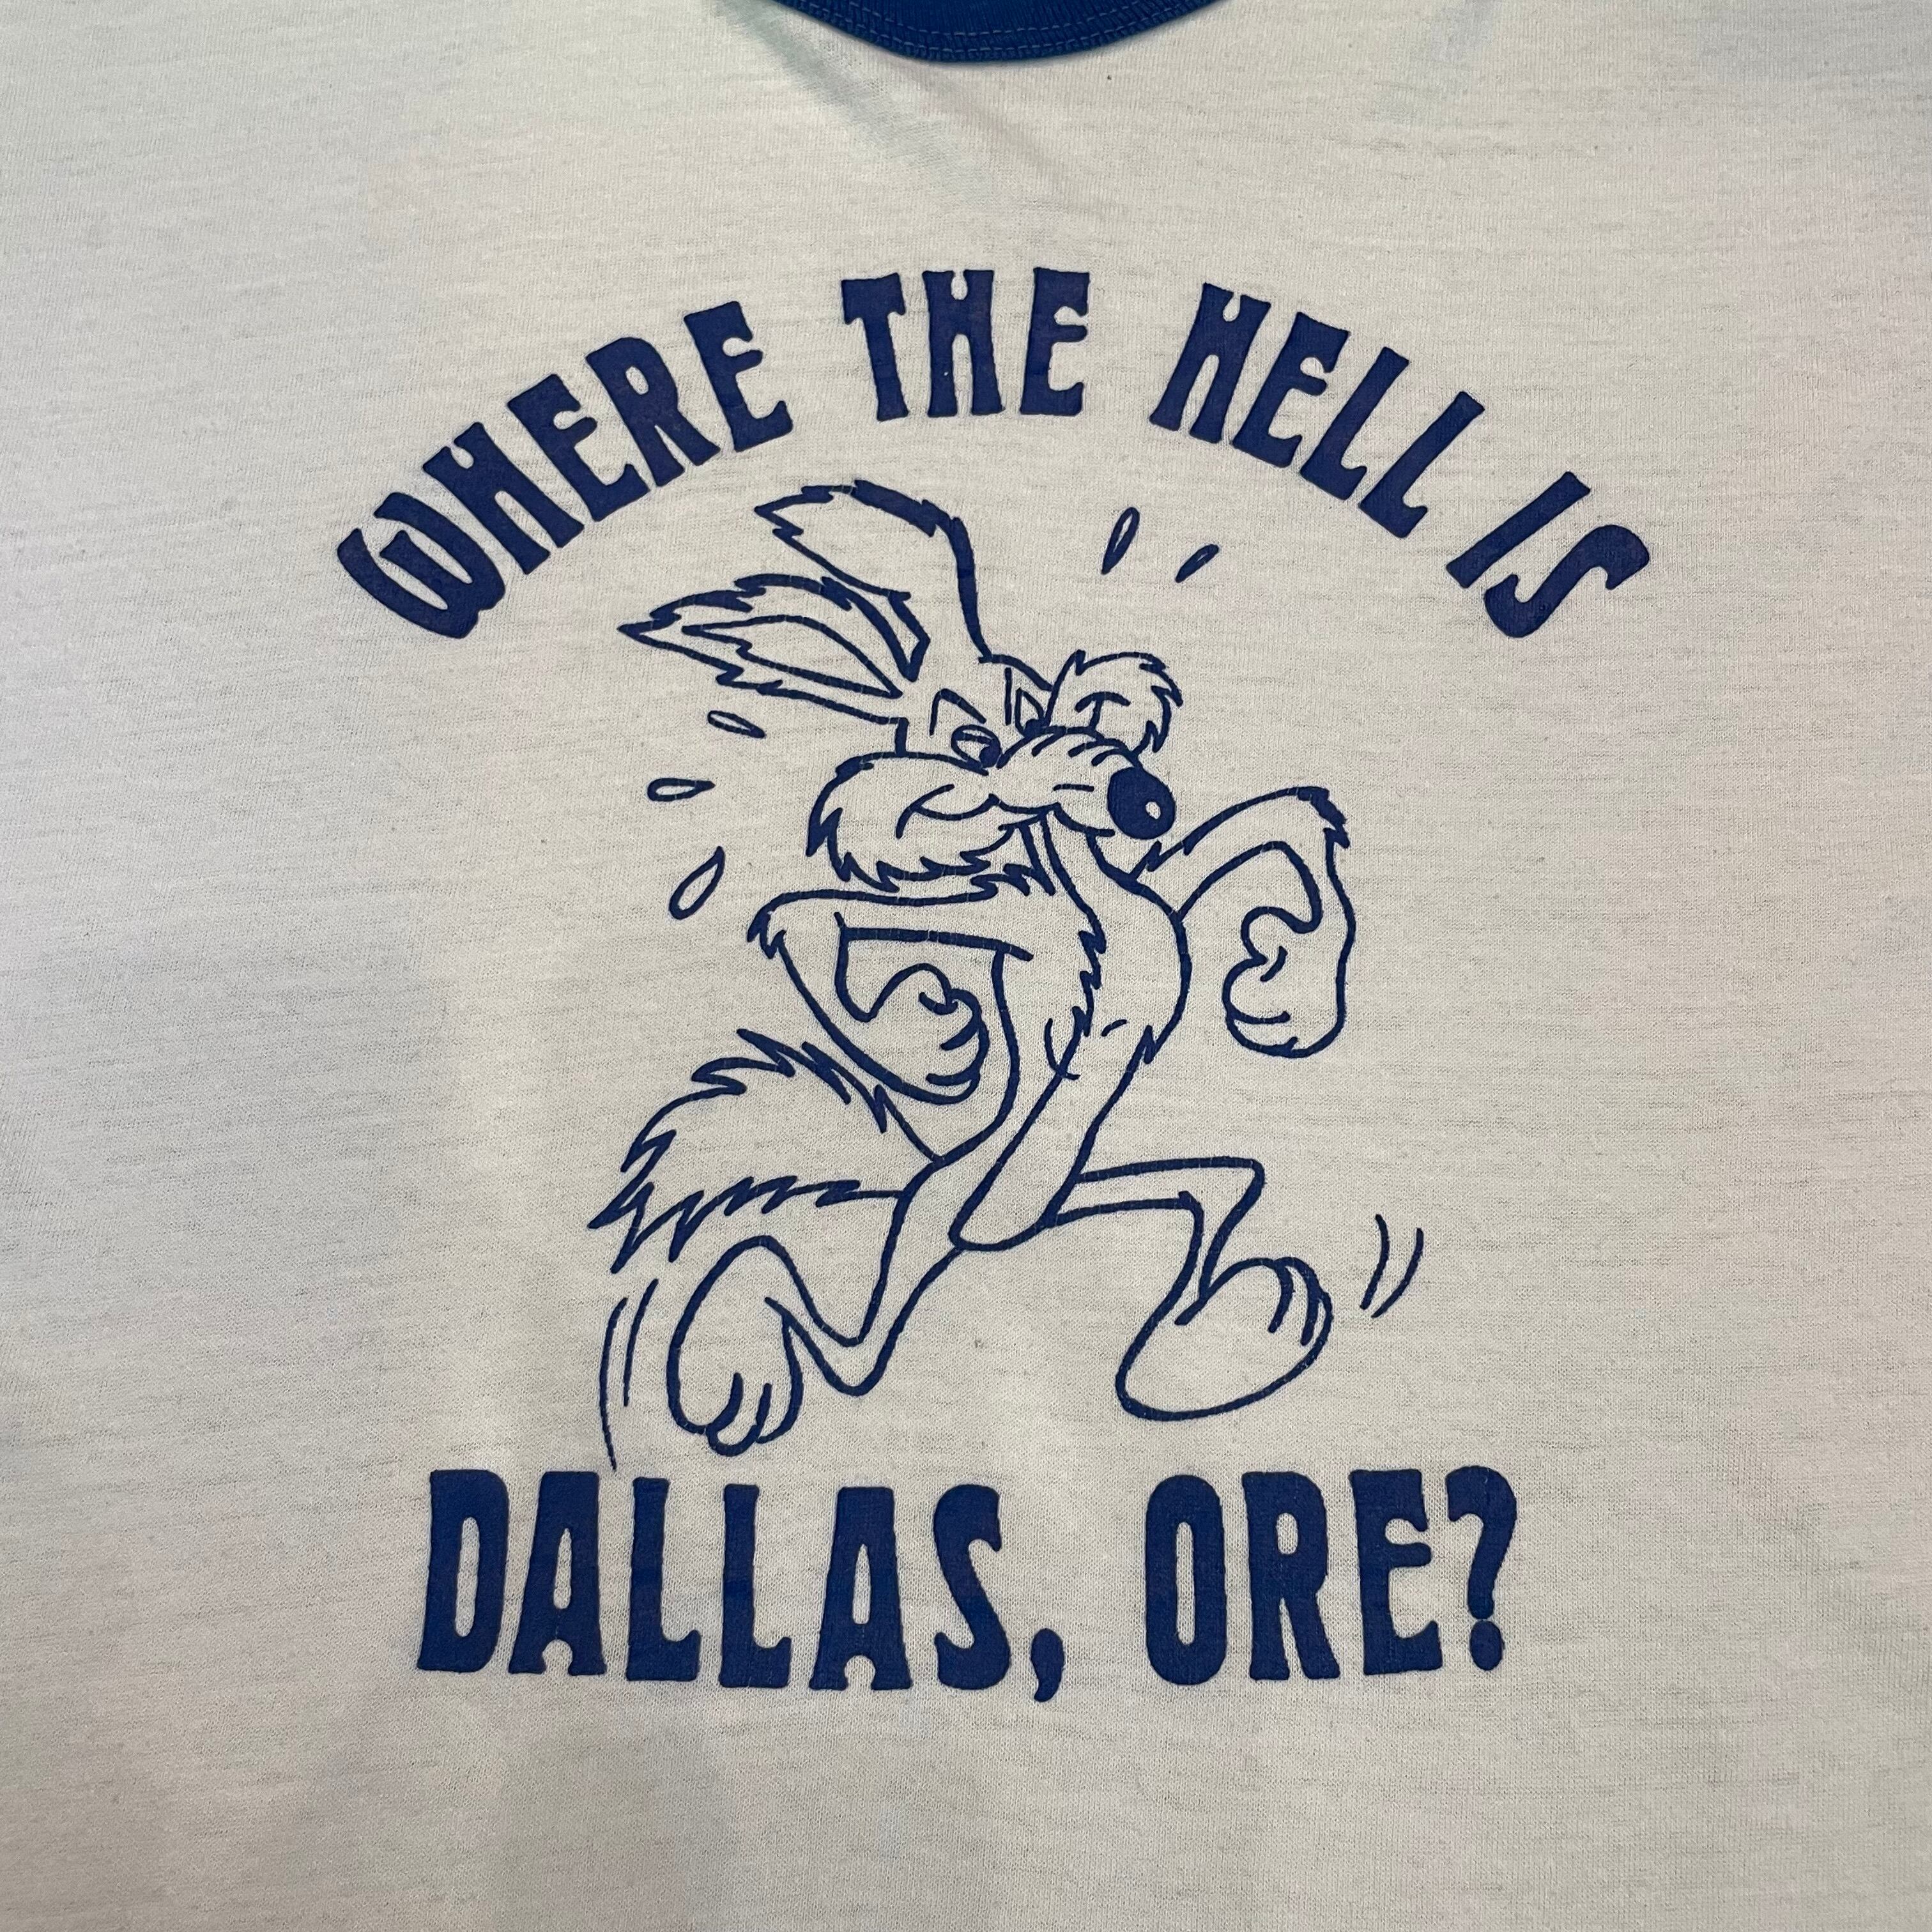 WHERE THE HELL IS
DALLAS, ORE?